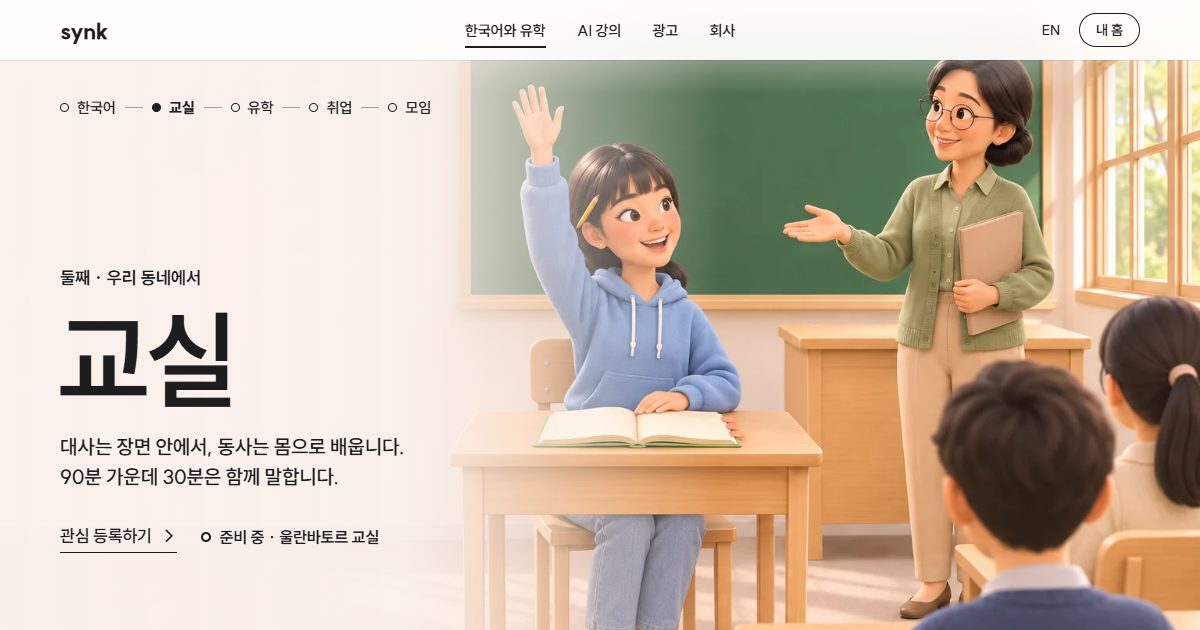 synk
한국어와 유학
AI 강의
광고
회사
EN
내 홈
한국어
교실
유학
취업
모임
둘째 · 우리 동네에서
교실
대사는 장면 안에서, 동사는 몸으로 배웁니다.
90분 가운데 30분은 함께 말합니다.
관심 등록하기
준비 중 · 울란바토르 교실